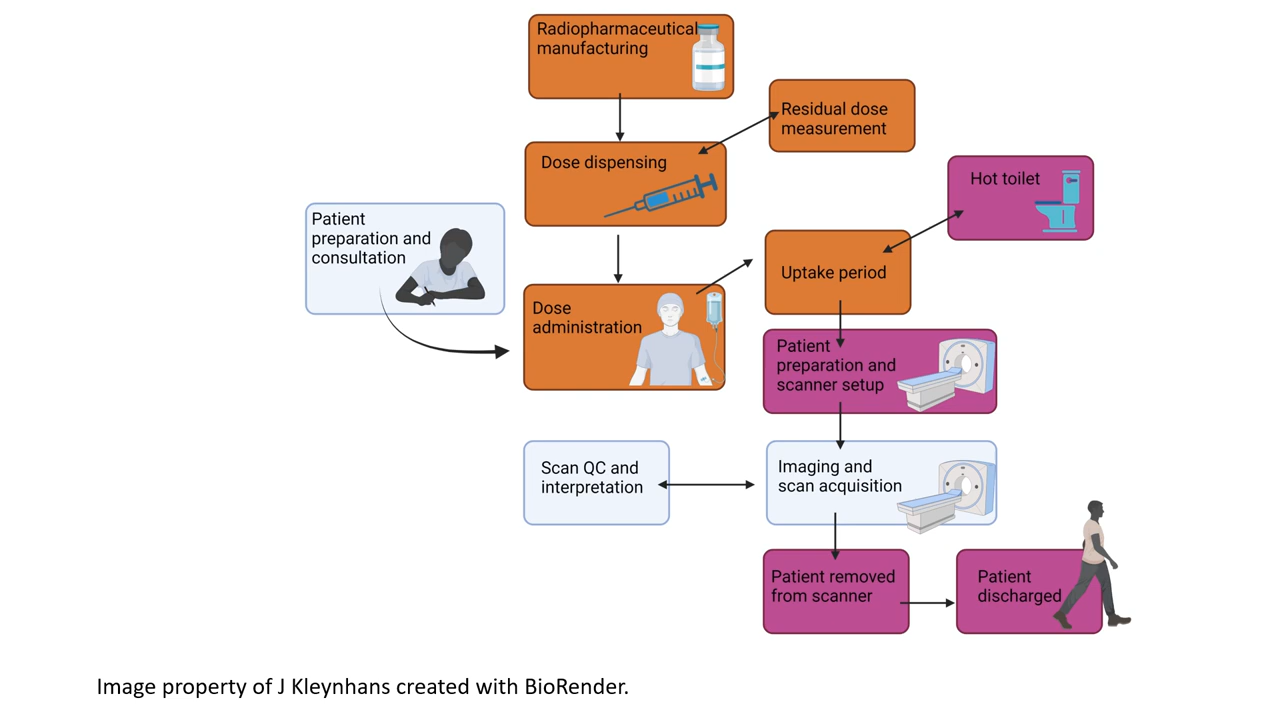 Radiopharmaceutical
manufacturing
Residual dose
measurement
Dose dispensing
Hot toilet
Patient
preparation and
consultation
Uptake period
Dose
administration
Patient
preparation and
scanner setup
Scan QC and
interpretation
Imaging and
scan acquisition
Patient removed
from scanner
Patient
discharged
Image property of J Kleynhans created with BioRender.